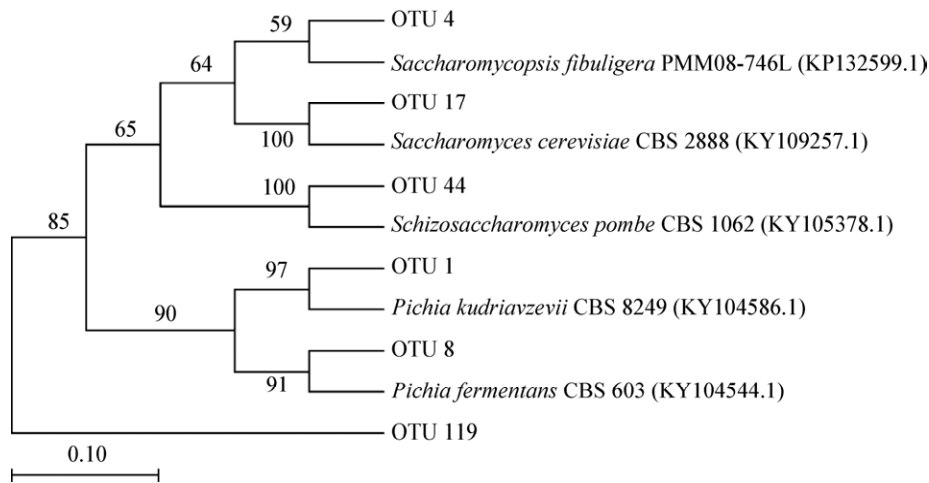 OTU 4
59
Saccharomycopsis fibuligera PMM08-746L (KP132599.1)
64
OTU 17
100
Saccharomyces cerevisiae CBS 2888 (KY109257.1)
65
OTU 44
100
Schizosaccharomyces pombe CBS 1062 (KY105378.1)
85
OTU 1
97
Pichia kudriavzevii CBS 8249 (KY104586.1)
90
OTU 8
91
Pichia fermentans CBS 603 (KY104544.1)
OTU 119
0.10